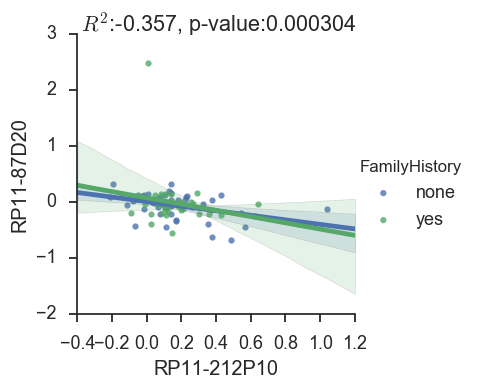 R²:-0.357, p-value:0.000304
3
2
1
0
−1
−2
RP11-87D20
−0.4−0.2 0.0 0.2 0.4 0.6 0.8 1.0 1.2
RP11-212P10
FamilyHistory
none
yes